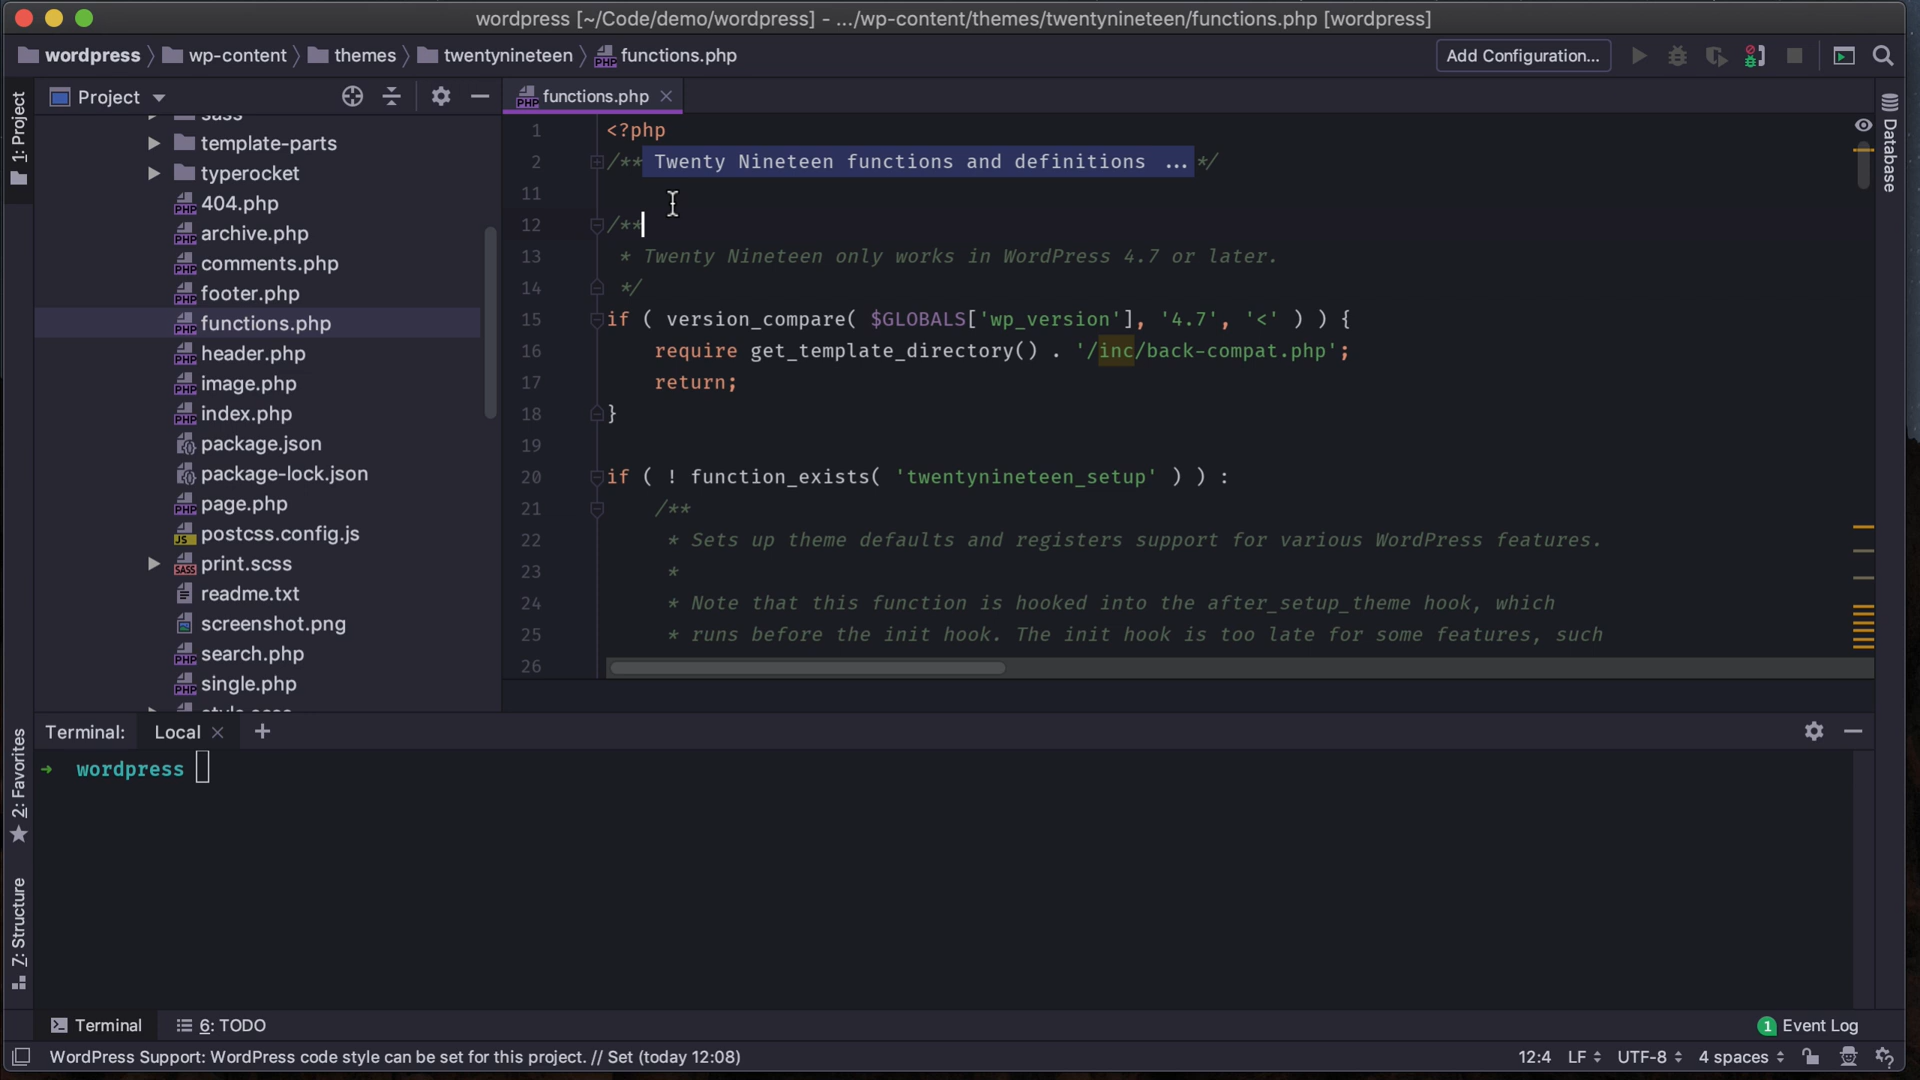 wordpress [~/Code/demo/wordpress] - .../wp-content/themes/twentynineteen/functions.php [wordpress]
wordpress wp-content themes twentynineteen functions.php Add Configuration...
1: Project
Project
functions.php
Database
sass
template-parts
typerocket
404.php
archive.php
comments.php
footer.php
functions.php
header.php
image.php
index.php
package.json
package-lock.json
page.php
postcss.config.js
print.scss
readme.txt
screenshot.png
search.php
single.php
style.scss
1 <?php
2 /** Twenty Nineteen functions and definitions ... */
11
12 /**
13 * Twenty Nineteen only works in WordPress 4.7 or later.
14 */
15 if ( version_compare( $GLOBALS['wp_version'], '4.7', '<' ) ) {
16 require get_template_directory() . '/inc/back-compat.php';
17 return;
18 }
19
20 if ( ! function_exists( 'twentynineteen_setup' ) ) :
21 /**
22 * Sets up theme defaults and registers support for various WordPress features.
23 *
24 * Note that this function is hooked into the after_setup_theme hook, which
25 * runs before the init hook. The init hook is too late for some features, such
26
2: Favorites
Z: Structure
Terminal: Local
→ wordpress
Terminal 6: TODO 1 Event Log
WordPress Support: WordPress code style can be set for this project. // Set (today 12:08) 12:4 LF UTF-8 4 spaces